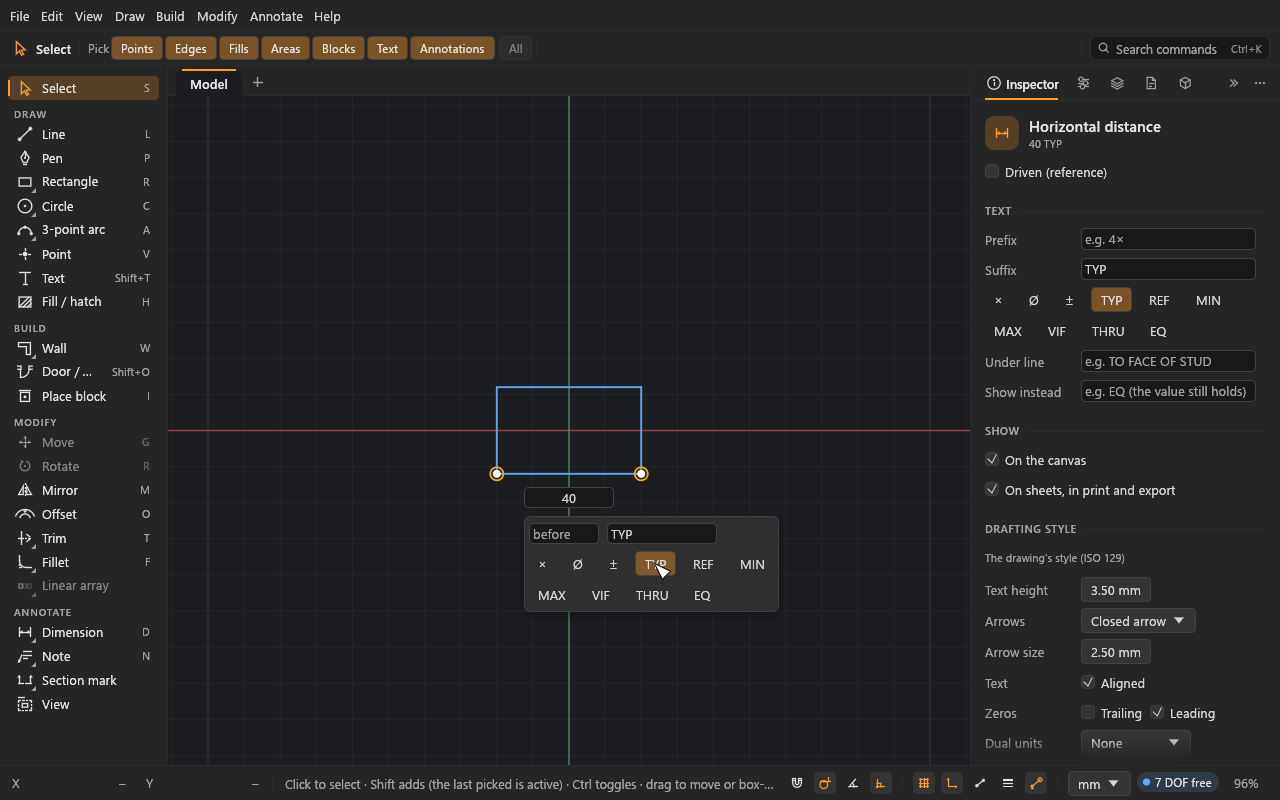 File Edit View Draw Build Modify Annotate Help
Select Pick Points Edges Fills Areas Blocks Text Annotations All Search commands Ctrl+K
Select S
Model +
Inspector
DRAW
Line L
Pen P
Rectangle R
Circle C
3-point arc A
Point V
Text Shift+T
Fill / hatch H
BUILD
Wall W
Door / ... Shift+O
Place block I
MODIFY
Move G
Rotate R
Mirror M
Offset O
Trim T
Fillet F
Linear array
ANNOTATE
Dimension D
Note N
Section mark
View
40
before TYP
× Ø ± TYP REF MIN
MAX VIF THRU EQ
Horizontal distance
40 TYP
Driven (reference)
TEXT
Prefix e.g. 4×
Suffix TYP
× Ø ± TYP REF MIN
MAX VIF THRU EQ
Under line e.g. TO FACE OF STUD
Show instead e.g. EQ (the value still holds)
SHOW
On the canvas
On sheets, in print and export
DRAFTING STYLE
The drawing's style (ISO 129)
Text height 3.50 mm
Arrows Closed arrow
Arrow size 2.50 mm
Text Aligned
Zeros Trailing Leading
Dual units None
X – Y – Click to select · Shift adds (the last picked is active) · Ctrl toggles · drag to move or box-... mm 7 DOF free 96%